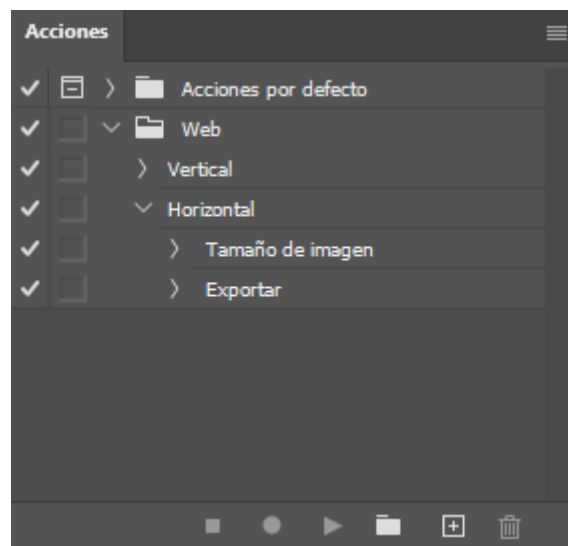 Acciones
Acciones por defecto
Web
Vertical
Horizontal
Tamaño de imagen
Exportar